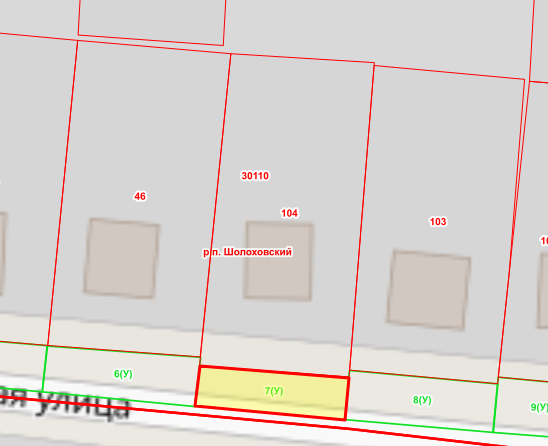 30110
46
104
103
р.п. Шолоховский
6(У)
7(У)
8(У)
9(У)
ая улица